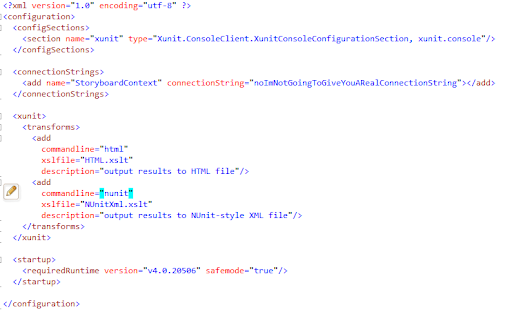 <?xml version="1.0" encoding="utf-8" ?>
<configuration>
<configSections>
<section name="xunit" type="Xunit.ConsoleClient.XunitConsoleConfigurationSection, xunit.console"/>
</configSections>
<connectionStrings>
<add name="StoryboardContext" connectionString="noImNotGoingToGiveYouARealConnectionString"></add>
</connectionStrings>
<xunit>
<transforms>
<add
commandline="html"
xslfile="HTML.xslt"
description="output results to HTML file"/>
<add
commandline="nunit"
xslfile="NUnitXml.xslt"
description="output results to NUnit-style XML file"/>
</transforms>
</xunit>
<startup>
<requiredRuntime version="v4.0.20506" safemode="true"/>
</startup>
</configuration>